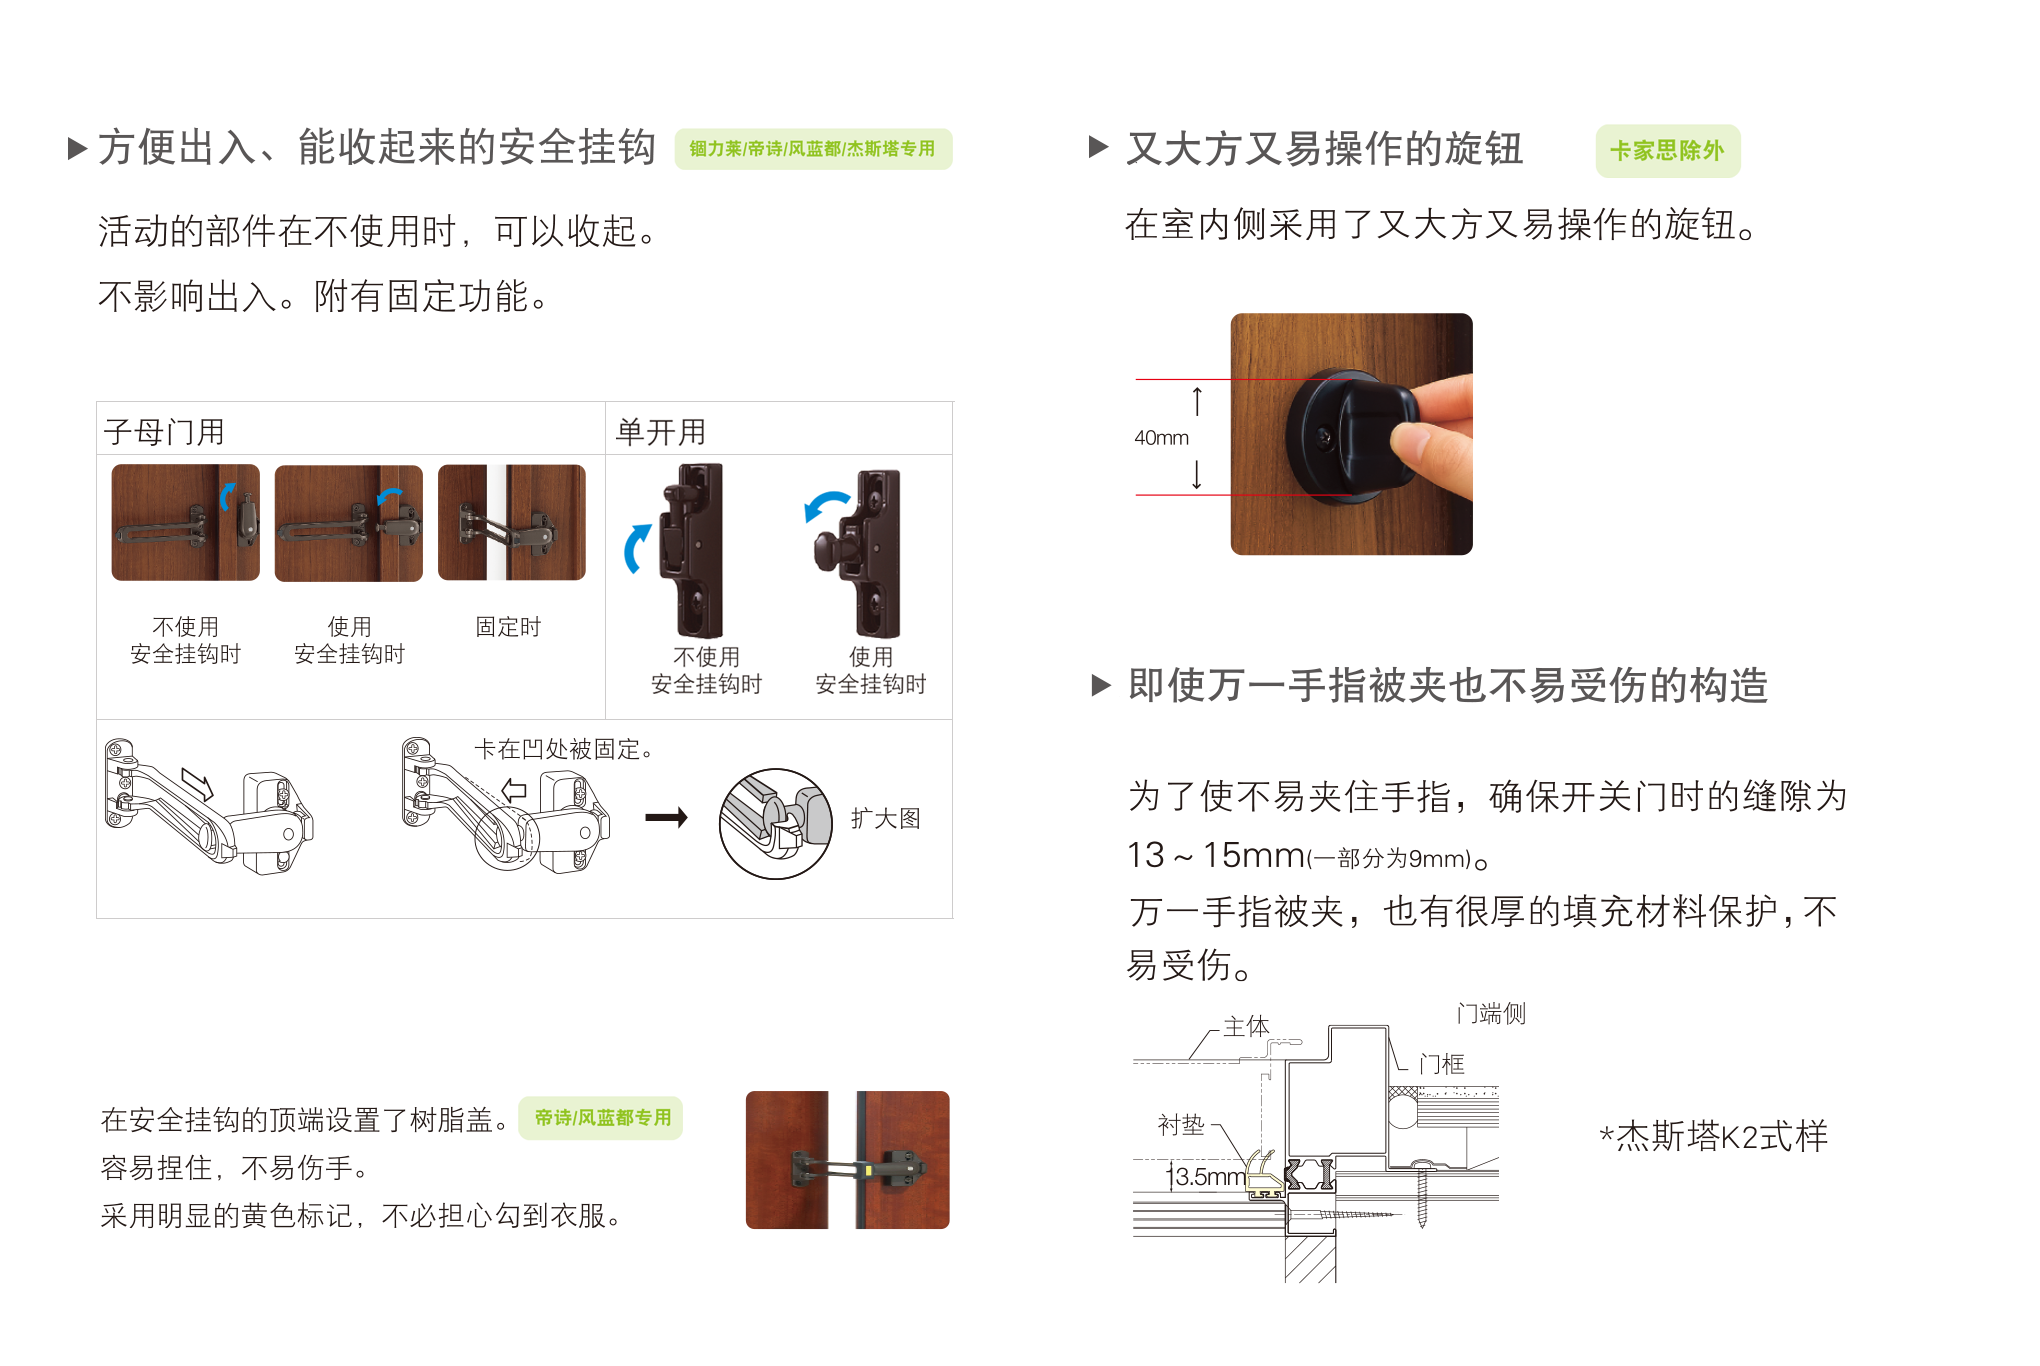 ▶方便出入、能收起来的安全挂钩
锢力莱/帝诗/风蓝都/杰斯塔专用
活动的部件在不使用时，可以收起。
不影响出入。附有固定功能。
子母门用
单开用
不使用
安全挂钩时
使用
安全挂钩时
固定时
不使用
安全挂钩时
使用
安全挂钩时
卡在凹处被固定。
扩大图
在安全挂钩的顶端设置了树脂盖。
帝诗/风蓝都专用
容易捏住，不易伤手。
采用明显的黄色标记，不必担心勾到衣服。
▶又大方又易操作的旋钮
卡家思除外
在室内侧采用了又大方又易操作的旋钮。
40mm
▶即使万一手指被夹也不易受伤的构造
为了使不易夹住手指，确保开关门时的缝隙为
13～15mm(一部分为9mm)。
万一手指被夹，也有很厚的填充材料保护，不
易受伤。
门端侧
主体
门框
衬垫
13.5mm
*杰斯塔K2式样